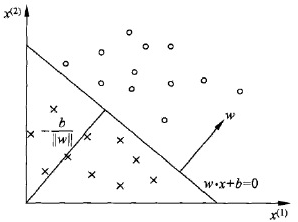 x^(2)
- b/||w||
w
w·x+b=0
x^(1)